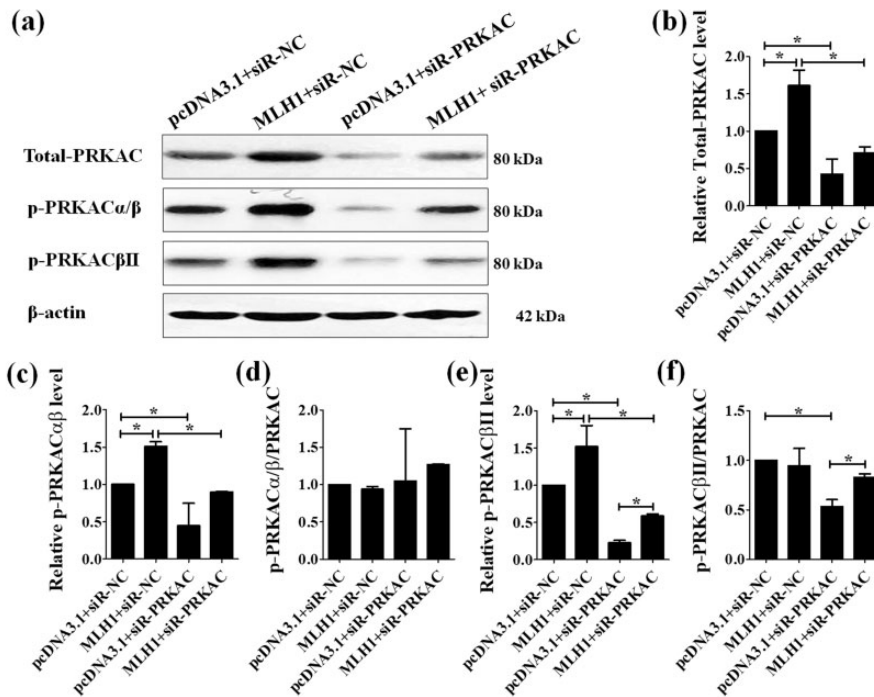 (a)
pcDNA3.1+siR-NC
MLH1+siR-NC
pcDNA3.1+siR-PRKAC
MLH1+ siR-PRKAC
Total-PRKAC
80 kDa
p-PRKACα/β
80 kDa
p-PRKACβII
80 kDa
β-actin
42 kDa
(b)
Relative Total-PRKAC level
2.0
1.5
1.0
0.5
0.0
*
*
*
pcDNA3.1+siR-NC
MLH1+siR-NC
pcDNA3.1+siR-PRKAC
MLH1+siR-PRKAC
(c)
Relative p-PRKACαβ level
2.0
1.5
1.0
0.5
0.0
*
*
*
pcDNA3.1+siR-NC
MLH1+siR-NC
pcDNA3.1+siR-PRKAC
MLH1+siR-PRKAC
(d)
p-PRKACα/β/PRKAC
2.0
1.5
1.0
0.5
0.0
pcDNA3.1+siR-NC
MLH1+siR-NC
pcDNA3.1+siR-PRKAC
MLH1+siR-PRKAC
(e)
Relative p-PRKACβII level
2.0
1.5
1.0
0.5
0.0
*
*
*
*
pcDNA3.1+siR-NC
MLH1+siR-NC
pcDNA3.1+siR-PRKAC
MLH1+siR-PRKAC
(f)
p-PRKACβII/PRKAC
1.5
1.0
0.5
0.0
*
*
pcDNA3.1+siR-NC
MLH1+siR-NC
pcDNA3.1+siR-PRKAC
MLH1+siR-PRKAC